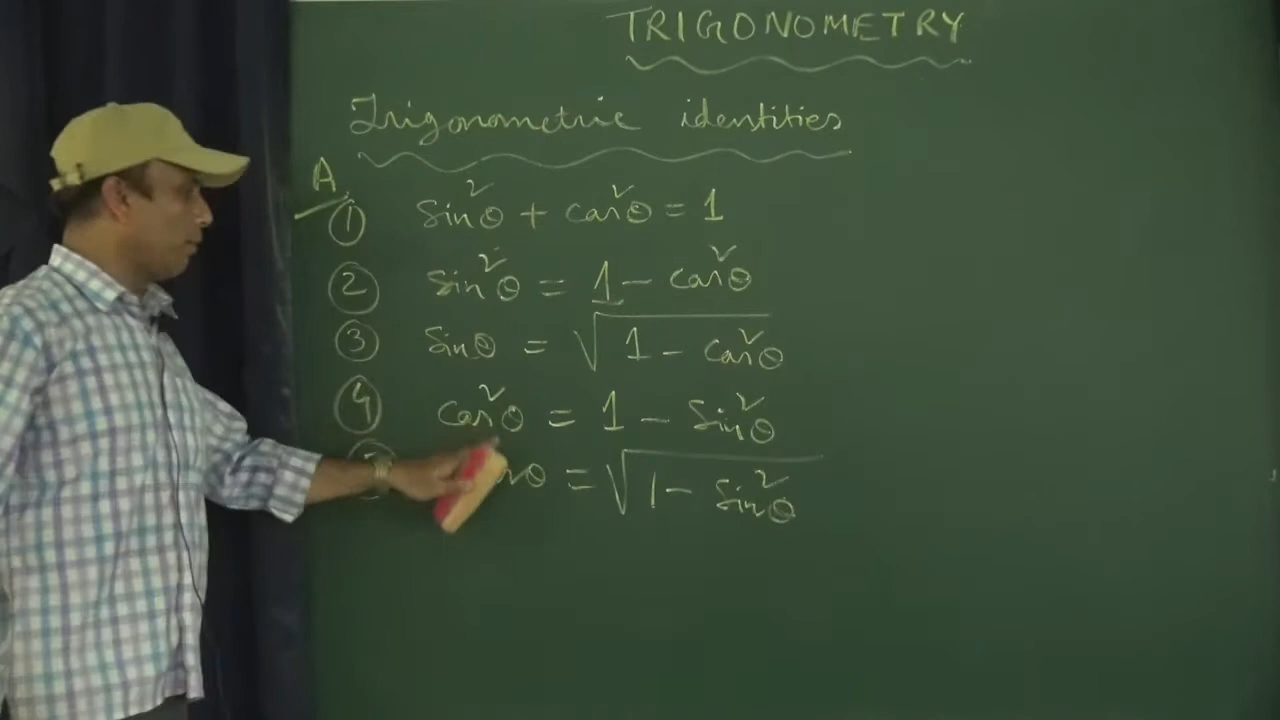 TRIGONOMETRY
Trigonometric identities
A
① sin²θ + cos²θ = 1
② sin²θ = 1 - cos²θ
③ sinθ = √1 - cos²θ
④ cos²θ = 1 - sin²θ
sθ = √1 - sin²θ